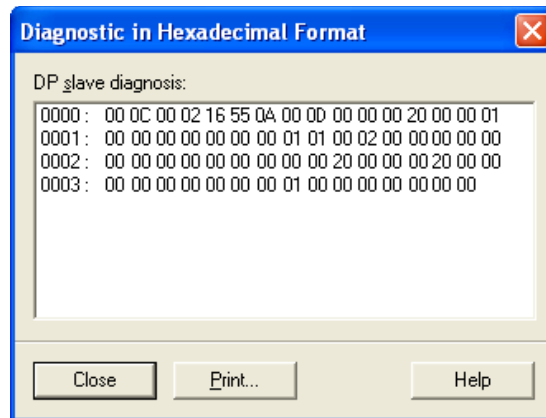 Diagnostic in Hexadecimal Format
DP slave diagnosis:
0000 : 00 0C 00 02 16 55 0A 00 0D 00 00 00 20 00 00 01
0001 : 00 00 00 00 00 00 00 01 01 00 02 00 00 00 00 00
0002 : 00 00 00 00 00 00 00 00 00 20 00 00 00 20 00 00
0003 : 00 00 00 00 00 00 00 01 00 00 00 00 00 00 00
Close
Print...
Help